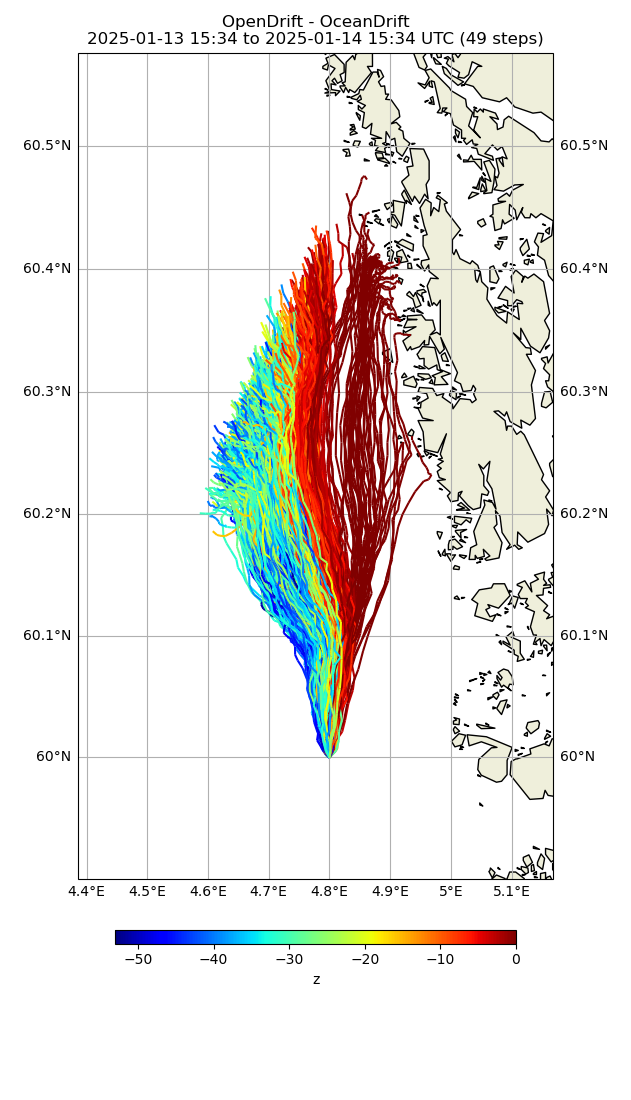 OpenDrift - OceanDrift
2025-01-13 15:34 to 2025-01-14 15:34 UTC (49 steps)
60.5°N 60.5°N
60.4°N 60.4°N
60.3°N 60.3°N
60.2°N 60.2°N
60.1°N 60.1°N
60°N 60°N
4.4°E 4.5°E 4.6°E 4.7°E 4.8°E 4.9°E 5°E 5.1°E
−50 −40 −30 −20 −10 0
z